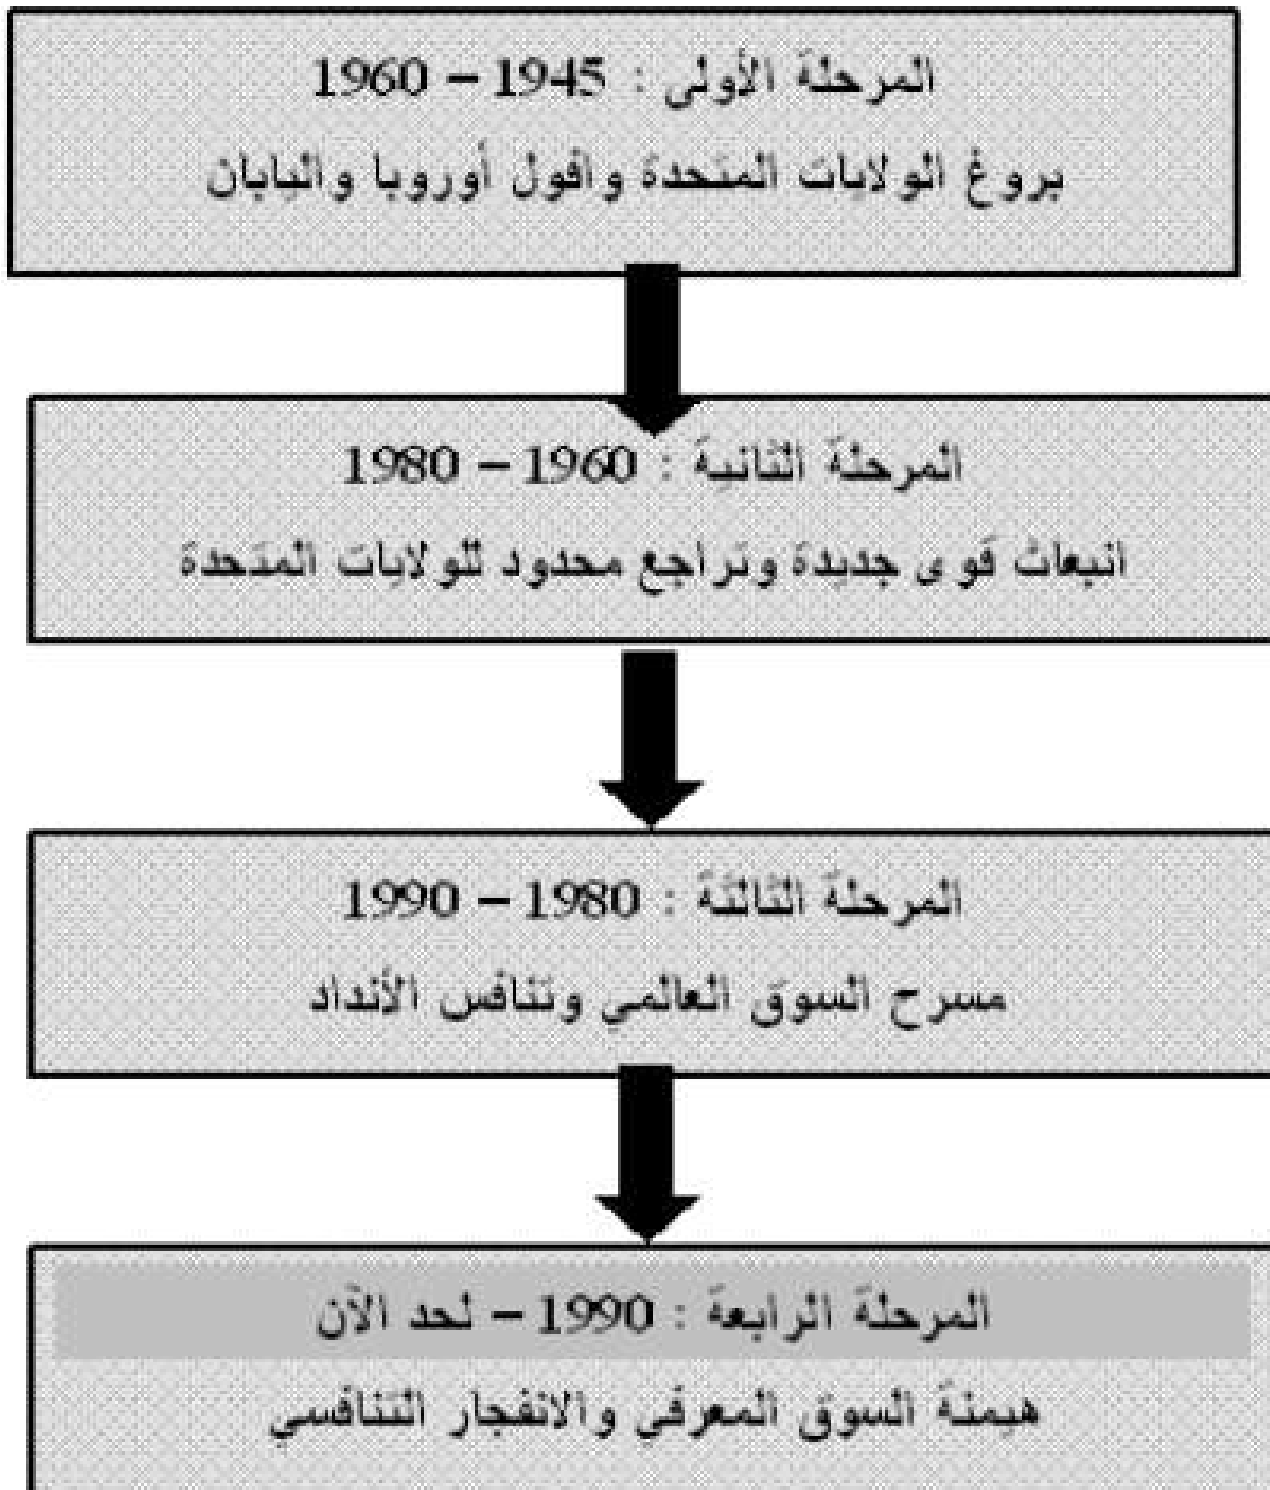 المرحلة الأولى : 1945 – 1960
بروغ الولايات المتحدة وافول أوروبا واليابان
المرحلة الثانية : 1960 – 1980
انبعاث قوى جديدة وتراجع محدود للولايات المتحدة
المرحلة الثالثة : 1980 – 1990
مسرح السوق العالمي وتنافس الأنداد
المرحلة الرابعة : 1990 – لحد الآن
هيمنة السوق المعرفي والانفجار التنافسي